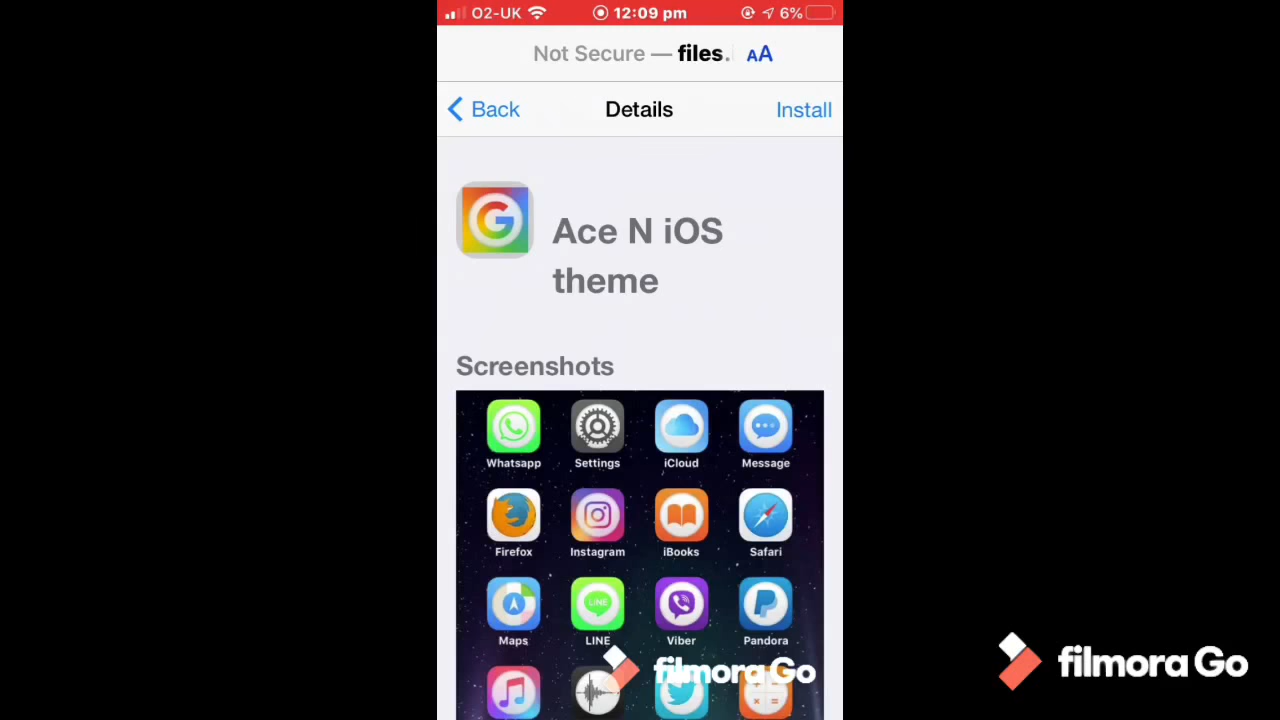 O2-UK 12:09 pm 6%
Not Secure — files. AA
Back Details Install
Ace N iOS
theme
Screenshots
Whatsapp Settings iCloud Message
Firefox Instagram iBooks Safari
LINE
Maps LINE Viber Pandora
filmora Go
filmora Go